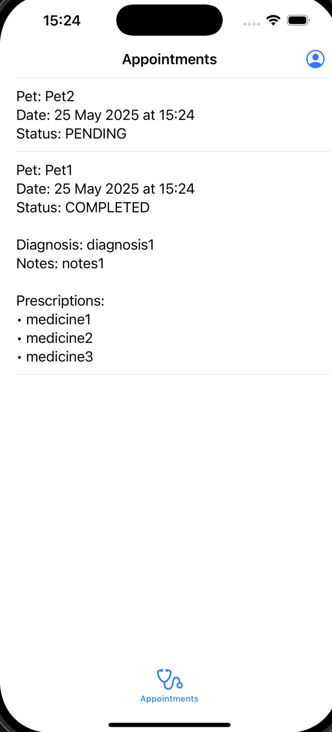 15:24
Appointments
Pet: Pet2
Date: 25 May 2025 at 15:24
Status: PENDING
Pet: Pet1
Date: 25 May 2025 at 15:24
Status: COMPLETED
Diagnosis: diagnosis1
Notes: notes1
Prescriptions:
• medicine1
• medicine2
• medicine3
Appointments